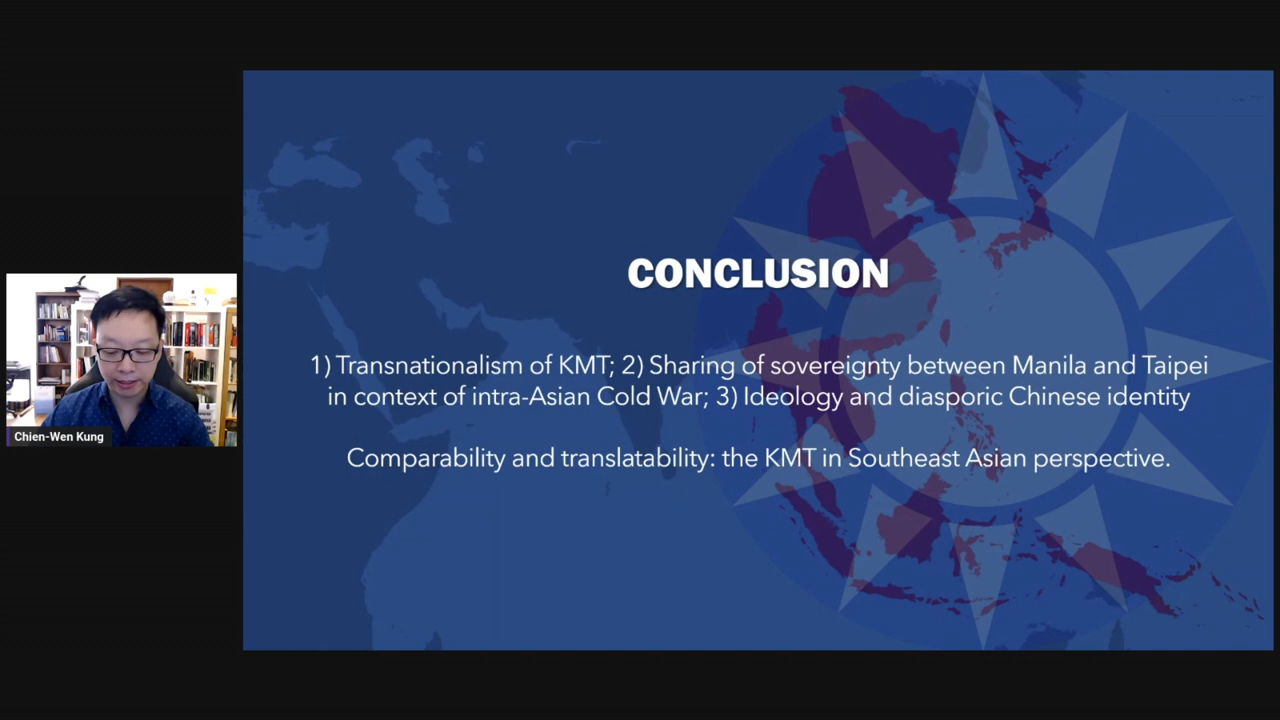 CONCLUSION
1) Transnationalism of KMT; 2) Sharing of sovereignty between Manila and Taipei
in context of intra-Asian Cold War; 3) Ideology and diasporic Chinese identity
Comparability and translatability: the KMT in Southeast Asian perspective.
Chien-Wen Kung